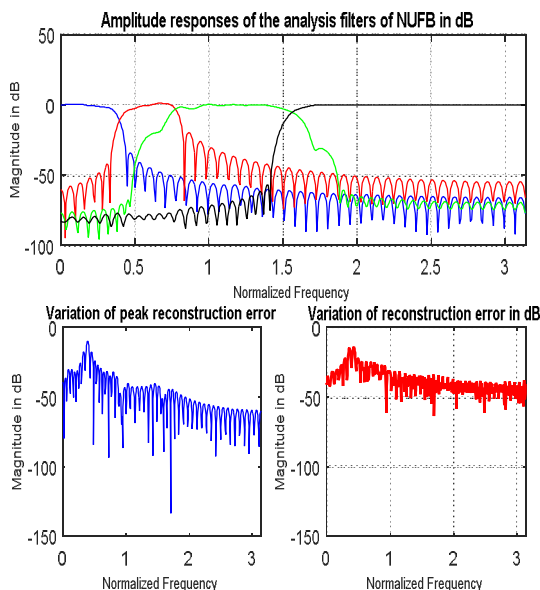 Amplitude responses of the analysis filters of NUFB in dB
50
0
-50
-100
Magnitude in dB
0 0.5 1 1.5 2 2.5 3
Normalized Frequency
Variation of peak reconstruction error
0
-50
-100
-150
Magnitude in dB
0 1 2 3
Normalized Frequency
Variation of reconstruction error in dB
0
-50
-100
-150
Magnitude in dB
0 1 2 3
Normalized Frequency